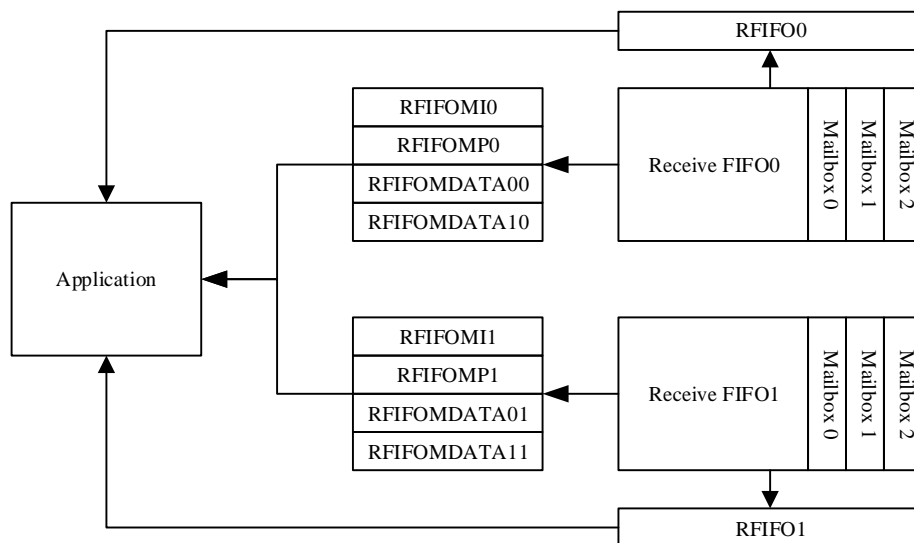 RFIFO0
RFIFOMI0
RFIFOMP0
RFIFOMDATA00
RFIFOMDATA10
Receive FIFO0
Mailbox 0
Mailbox 1
Mailbox 2
Application
RFIFOMI1
RFIFOMP1
RFIFOMDATA01
RFIFOMDATA11
Receive FIFO1
Mailbox 0
Mailbox 1
Mailbox 2
RFIFO1